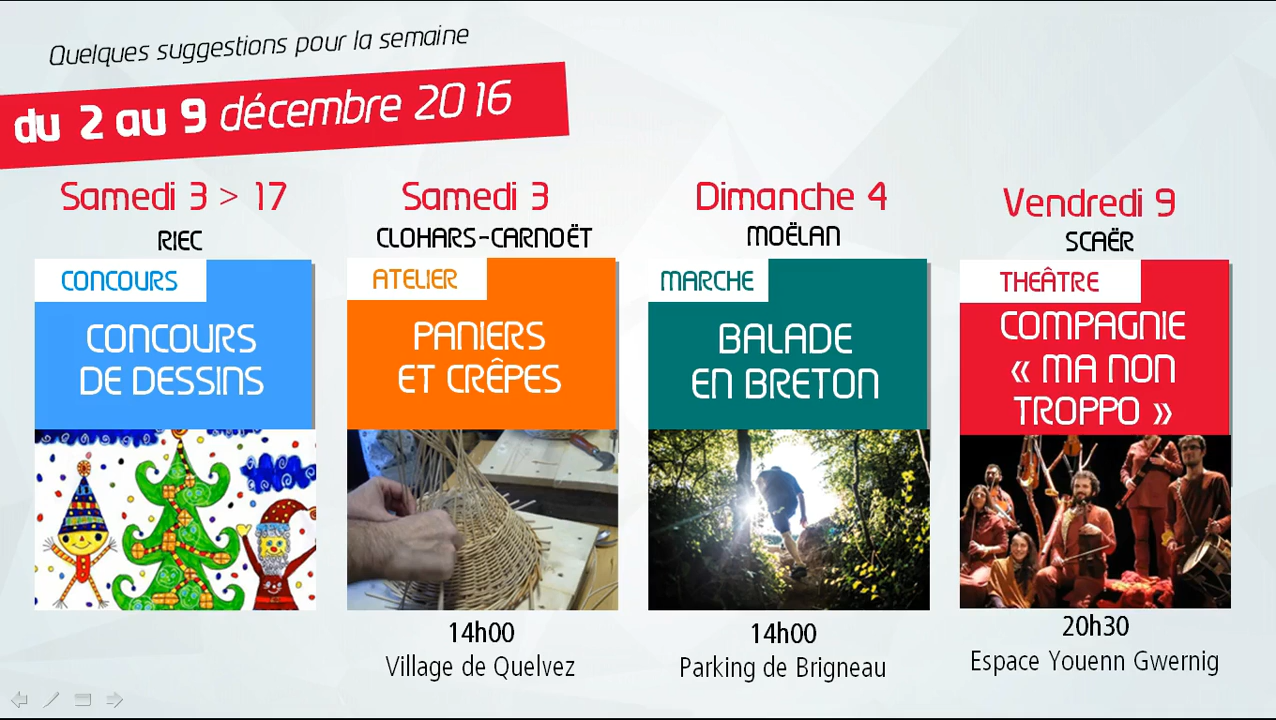 Quelques suggestions pour la semaine
du 2 au 9 décembre 2016
Samedi 3 > 17
RIEC
CONCOURS
CONCOURS
DE DESSINS
Samedi 3
CLOHARS-CARNOËT
ATELIER
PANIERS
ET CRÊPES
14h00
Village de Quelvez
Dimanche 4
MOËLAN
MARCHE
BALADE
EN BRETON
14h00
Parking de Brigneau
Vendredi 9
SCAËR
THEÂTRE
COMPAGNIE
« MA NON
TROPPO »
20h30
Espace Youenn Gwernig